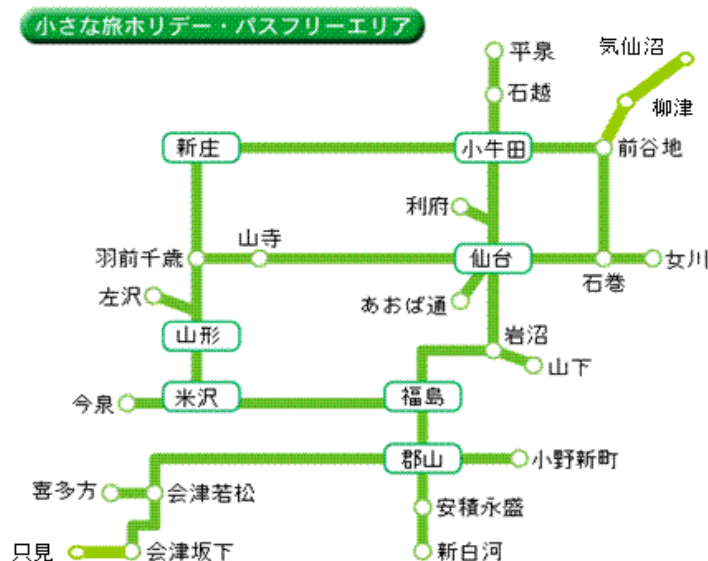 小さな旅ホリデー・パスフリーエリア
平泉
気仙沼
石越
柳津
新庄
小牛田
前谷地
利府
山寺
羽前千歳
仙台
女川
石巻
左沢
あおば通
山形
岩沼
山下
今泉
米沢
福島
郡山
小野新町
喜多方
会津若松
安積永盛
只見
会津坂下
新白河